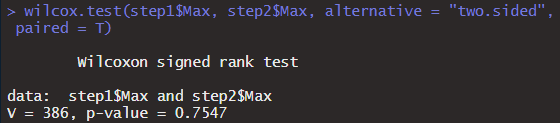 > wilcox.test(step1$Max, step2$Max, alternative = "two.sided",
paired = T)
Wilcoxon signed rank test
data:  step1$Max and step2$Max
V = 386, p-value = 0.7547